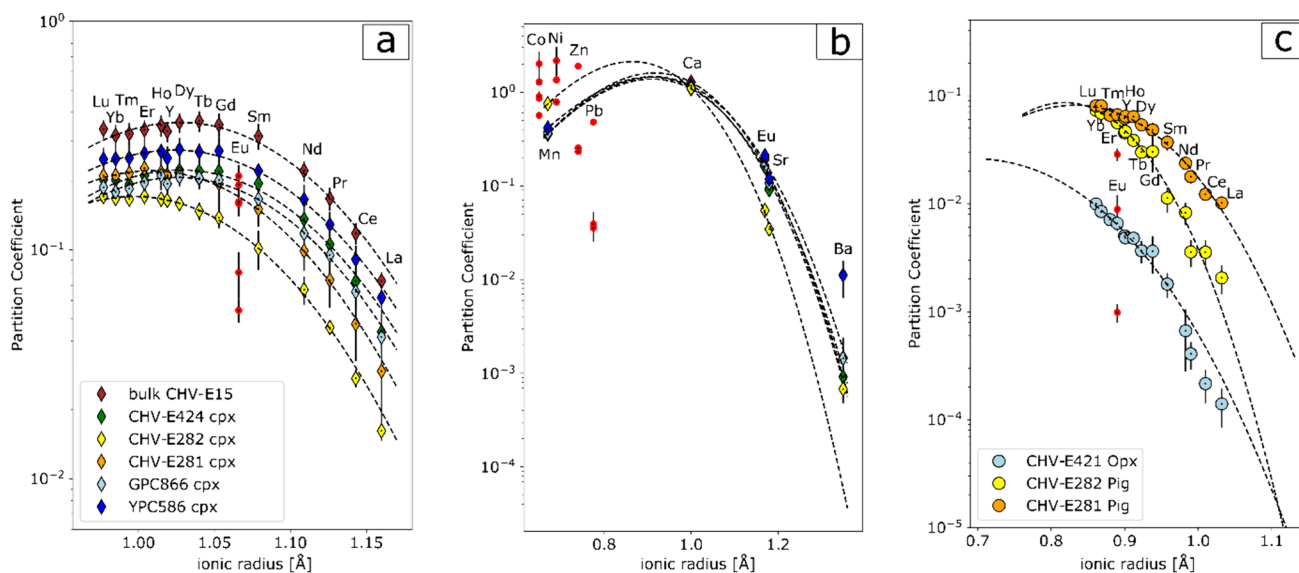 a
10⁰
10⁻¹
10⁻²
Partition Coefficient
Lu
Yb
Tm
Er
Ho
Y
Dy
Tb
Gd
Sm
Eu
Nd
Pr
Ce
La
bulk CHV-E15
CHV-E424 cpx
CHV-E282 cpx
CHV-E281 cpx
GPC866 cpx
YPC586 cpx
1.00 1.05 1.10 1.15
ionic radius [Å]
b
10¹
10⁰
10⁻¹
10⁻²
10⁻³
10⁻⁴
Partition Coefficient
Co
Ni
Zn
Pb
Mn
Ca
Eu
Sr
Ba
0.8 1.0 1.2
ionic radius [Å]
c
10⁻¹
10⁻²
10⁻³
10⁻⁴
10⁻⁵
Partition Coefficient
Lu
Tm
Ho
Yb
Y
Dy
Er
Tb
Gd
Sm
Nd
Pr
Ce
La
Eu
CHV-E421 Opx
CHV-E282 Pig
CHV-E281 Pig
0.7 0.8 0.9 1.0 1.1
ionic radius [Å]